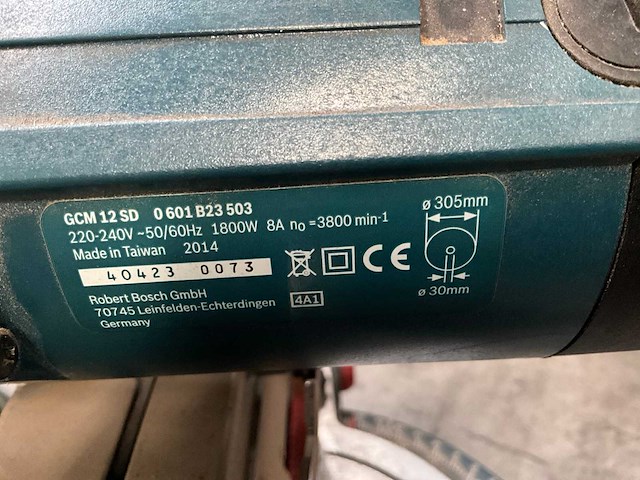 GCM 12 SD 0 601 B23 503
220-240V ~50/60Hz 1800W 8A n₀ =3800 min-1
Made in Taiwan 2014
40423 0073
Robert Bosch GmbH
70745 Leinfelden-Echterdingen
Germany
4A1
CE
ø 305mm
ø 30mm